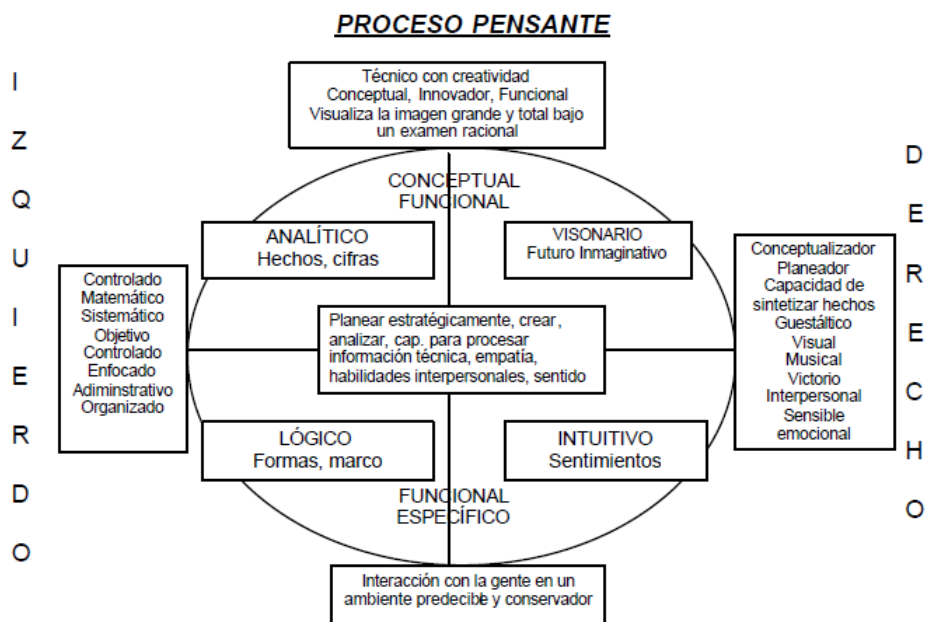 PROCESO PENSANTE
Técnico con creatividad
Conceptual, Innovador, Funcional
Visualiza la imagen grande y total bajo
un examen racional
IZQUIERDO
CONCEPTUAL
FUNCIONAL
ANALÍTICO
Hechos, cifras
VISONARIO
Futuro Inmaginativo
Controlado
Matemático
Sistemático
Objetivo
Controlado
Enfocado
Adiminstrativo
Organizado
Planear estratégicamente, crear,
analizar, cap. para procesar
información técnica, empatía,
habilidades interpersonales, sentido
Conceptualizador
Planeador
Capacidad de
sintetizar hechos
Guestáltico
Visual
Musical
Victorio
Interpersonal
Sensible
emocional
DERECHO
LÓGICO
Formas, marco
INTUITIVO
Sentimientos
FUNCIONAL
ESPECÍFICO
Interacción con la gente en un
ambiente predecible y conservador